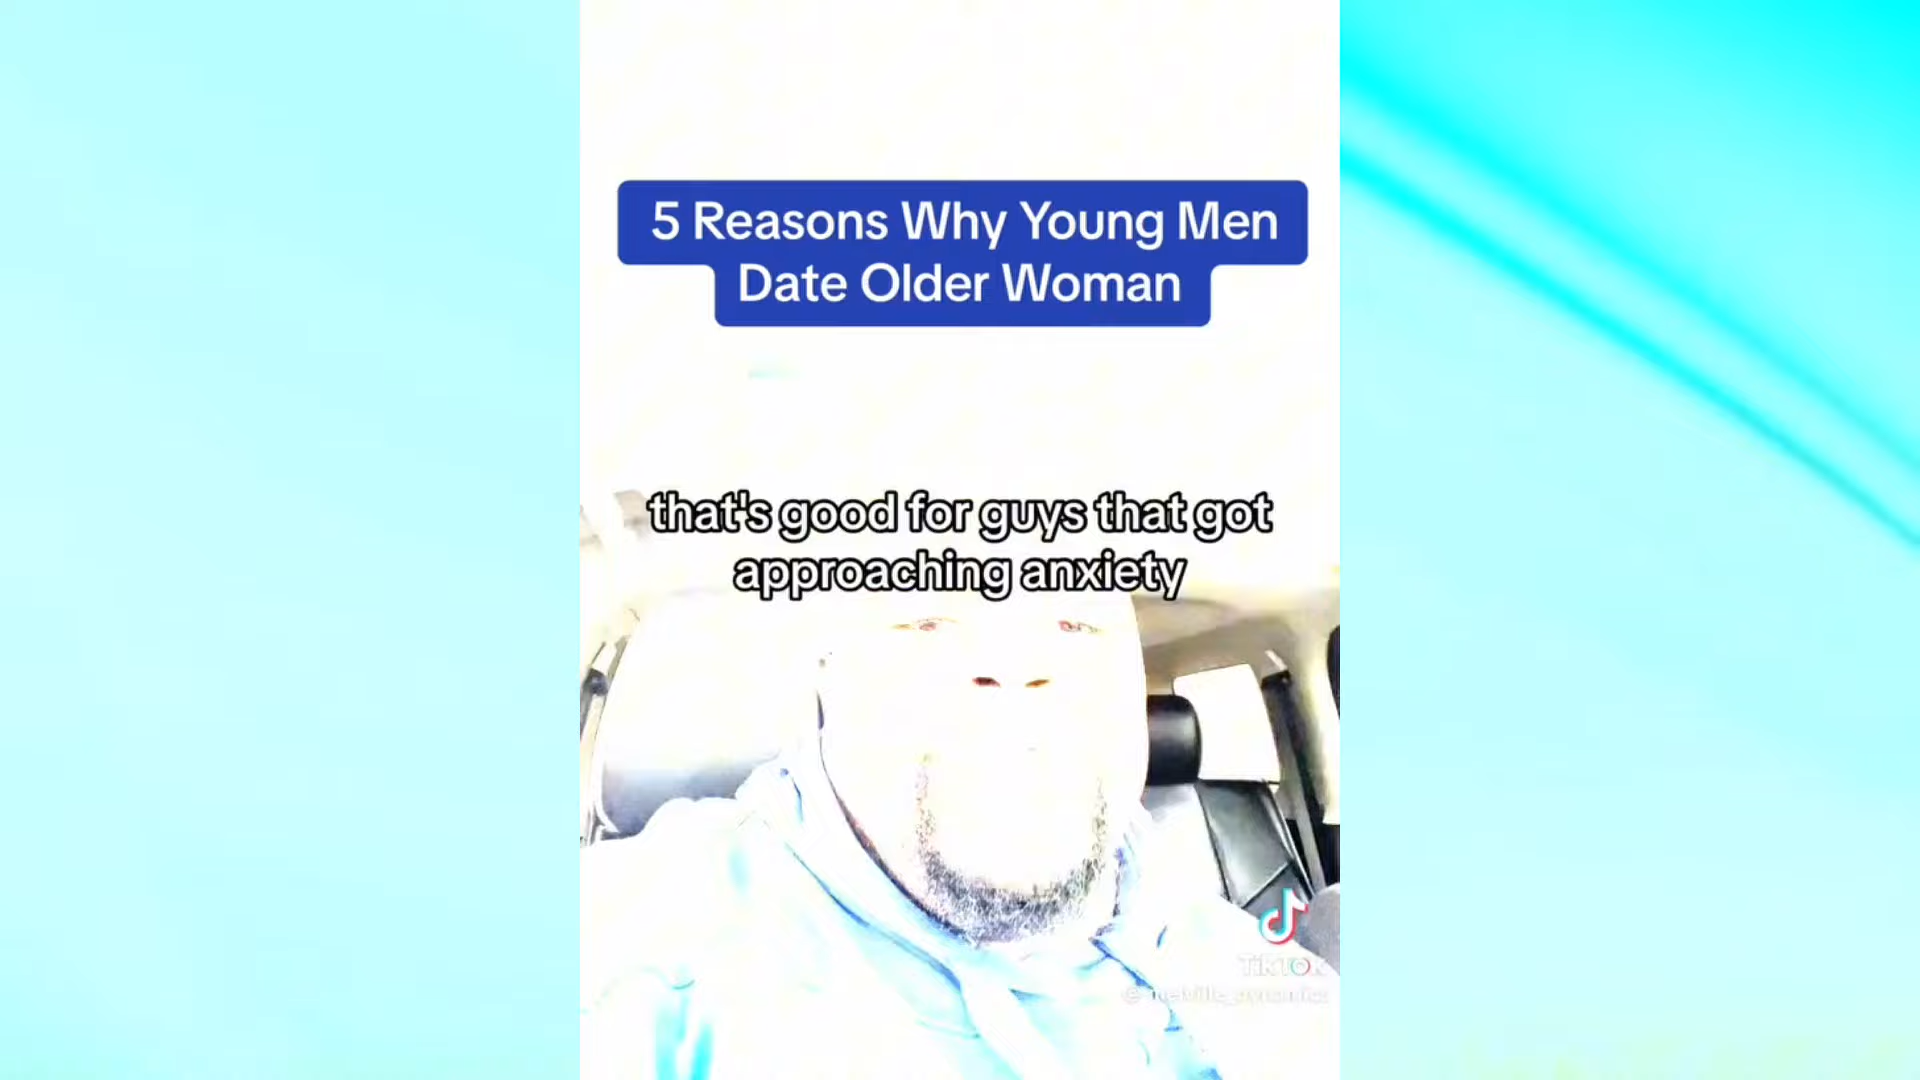 5 Reasons Why Young Men
Date Older Woman
that's good for guys that got
approaching anxiety
TikTok